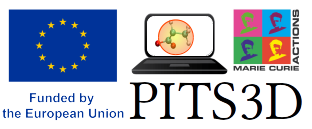 MARIE CURIE
ACTIONS
Funded by
the European Union
PITS3D